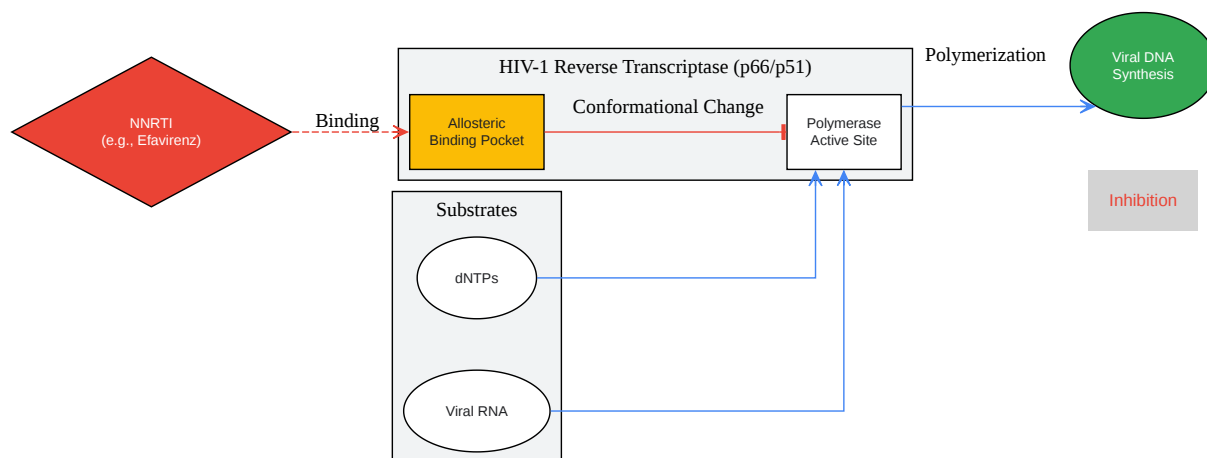 NNRTI
(e.g., Efavirenz)
Binding
HIV-1 Reverse Transcriptase (p66/p51)
Allosteric
Binding Pocket
Conformational Change
Polymerase
Active Site
Polymerization
Viral DNA
Synthesis
Inhibition
Substrates
dNTPs
Viral RNA